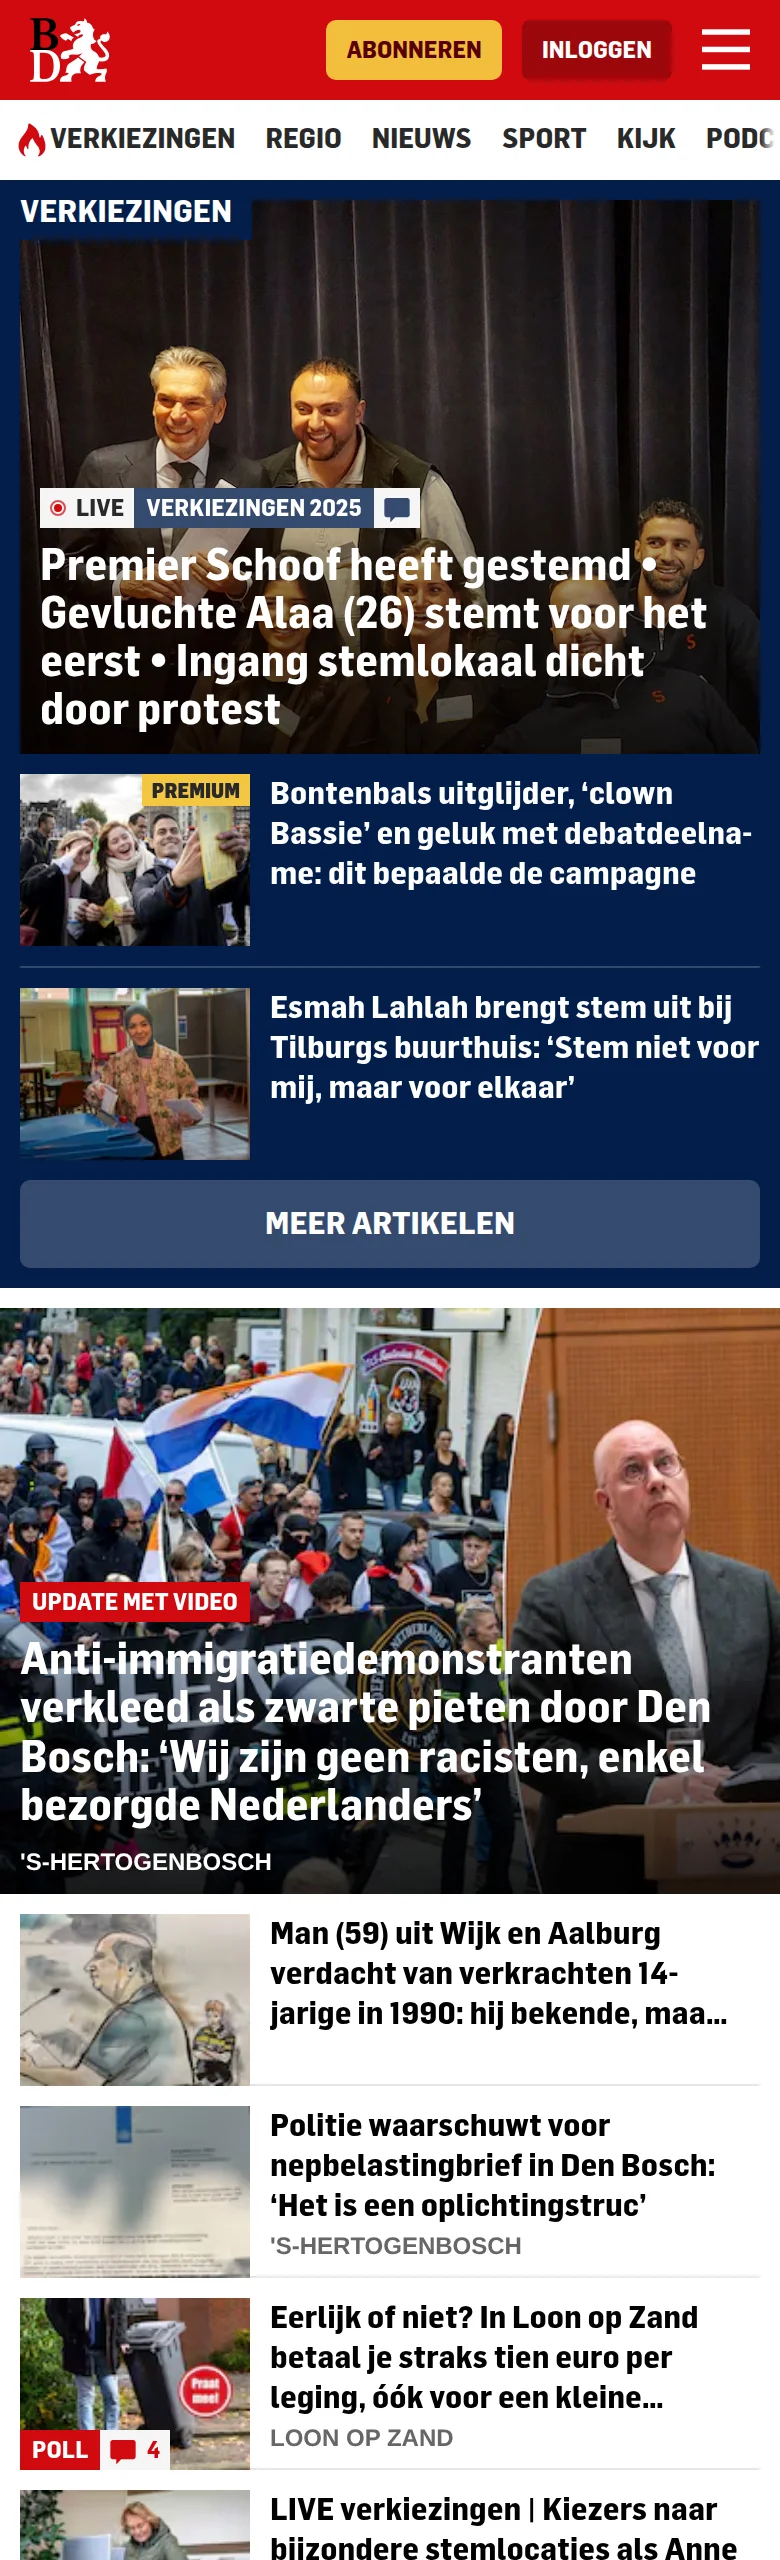 BD
ABONNEREN
INLOGGEN
VERKIEZINGEN REGIO NIEUWS SPORT KIJK PODC
VERKIEZINGEN
LIVE VERKIEZINGEN 2025
Premier Schoof heeft gestemd •
Gevluchte Alaa (26) stemt voor het
eerst • Ingang stemlokaal dicht
door protest
PREMIUM
Bontenbals uitglijder, ‘clown
Bassie’ en geluk met debatdeelna-
me: dit bepaalde de campagne
Esmah Lahlah brengt stem uit bij
Tilburgs buurthuis: ‘Stem niet voor
mij, maar voor elkaar’
MEER ARTIKELEN
UPDATE MET VIDEO
Anti-immigratiedemonstranten
verkleed als zwarte pieten door Den
Bosch: ‘Wij zijn geen racisten, enkel
bezorgde Nederlanders’
'S-HERTOGENBOSCH
Man (59) uit Wijk en Aalburg
verdacht van verkrachten 14-
jarige in 1990: hij bekende, maa...
Politie waarschuwt voor
nepbelastingbrief in Den Bosch:
‘Het is een oplichtingstruc’
'S-HERTOGENBOSCH
Praat
mee!
POLL 4
Eerlijk of niet? In Loon op Zand
betaal je straks tien euro per
leging, óók voor een kleine...
LOON OP ZAND
LIVE verkiezingen | Kiezers naar
bijzondere stemlocaties als Anne